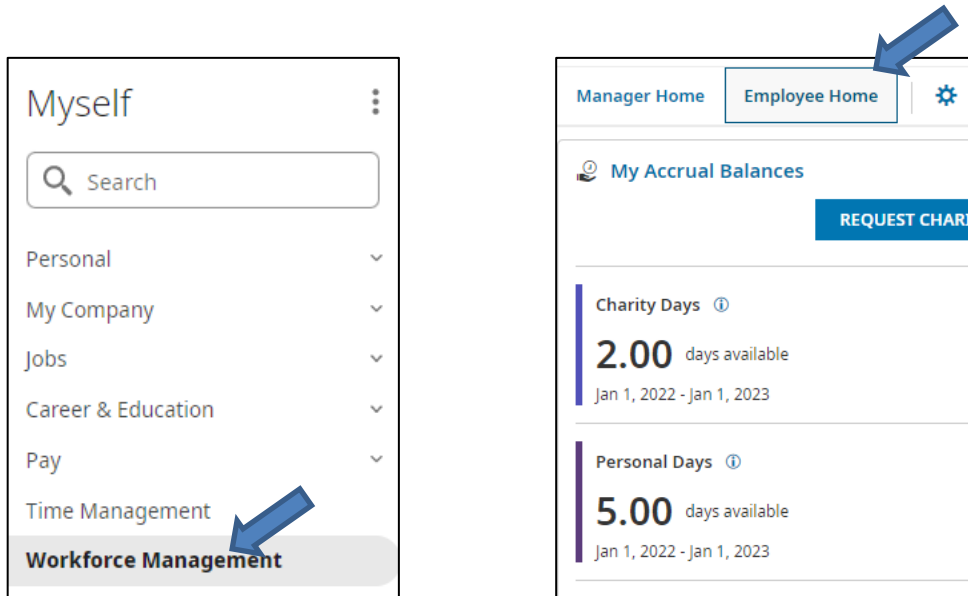 Myself
Search
Personal
My Company
Jobs
Career & Education
Pay
Time Management
Workforce Management
Manager Home
Employee Home
My Accrual Balances
REQUEST CHARI
Charity Days
2.00 days available
Jan 1, 2022 - Jan 1, 2023
Personal Days
5.00 days available
Jan 1, 2022 - Jan 1, 2023